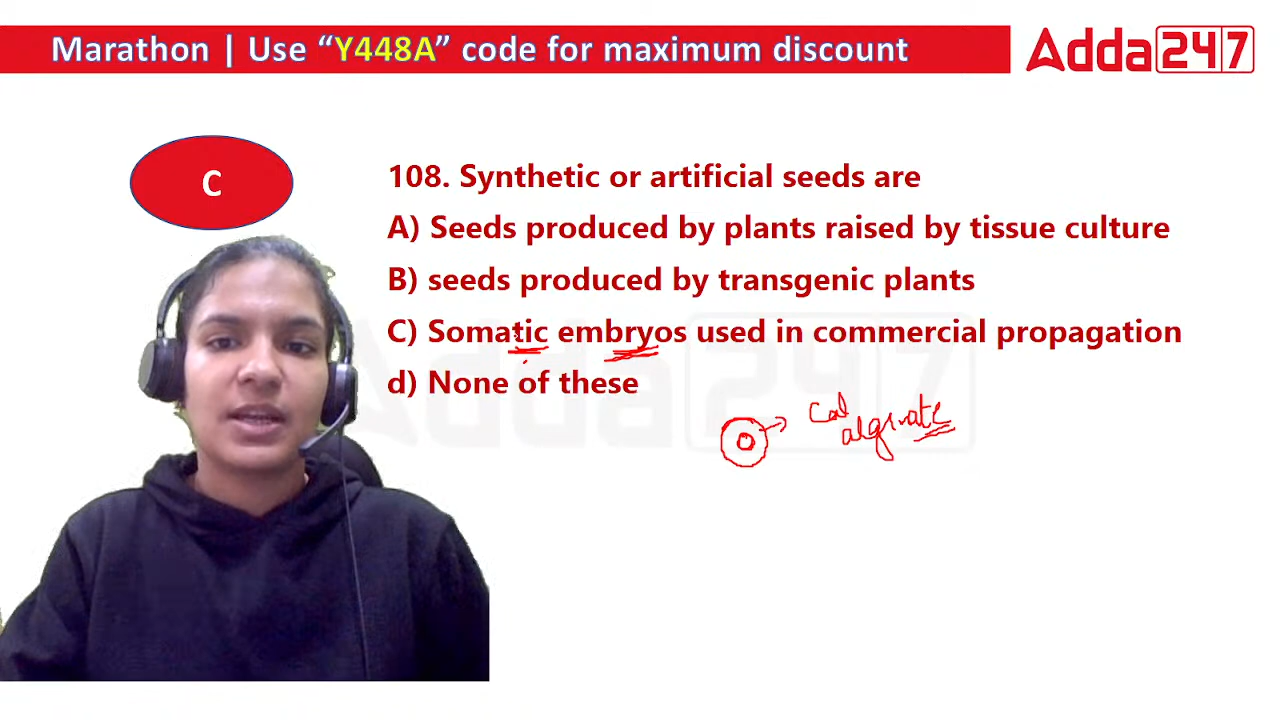 Marathon | Use “Y448A” code for maximum discount
Adda247
C
108. Synthetic or artificial seeds are
A) Seeds produced by plants raised by tissue culture
B) seeds produced by transgenic plants
C) Somatic embryos used in commercial propagation
d) None of these
alginate
Adda247